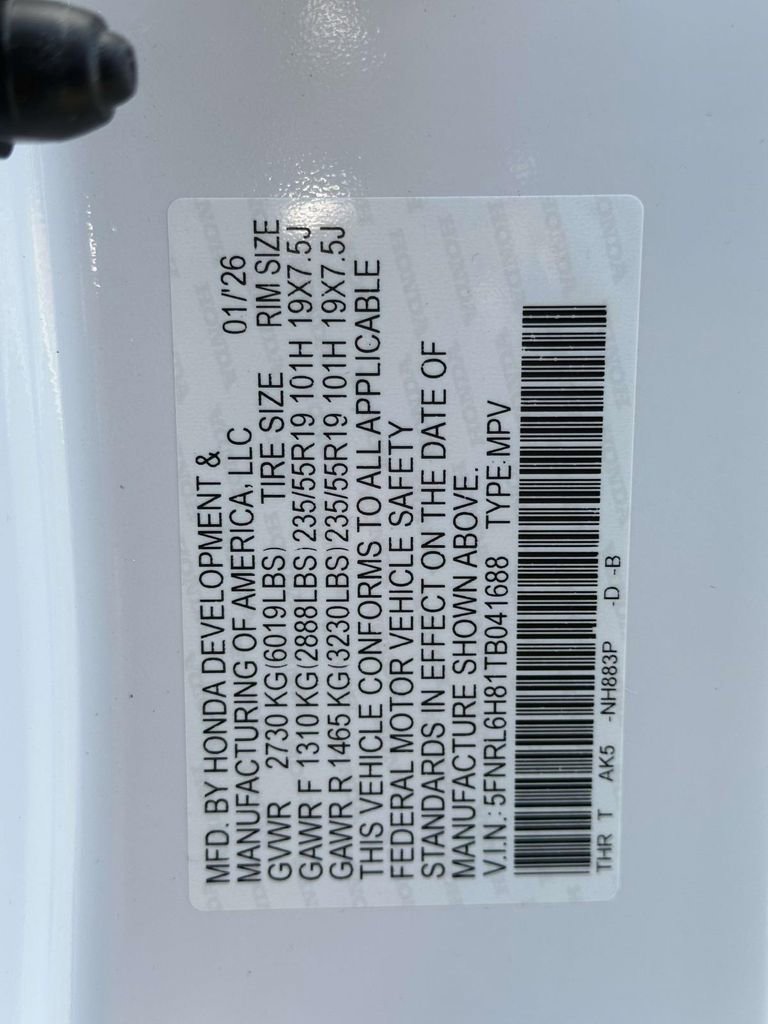 MFD. BY HONDA DEVELOPMENT &
MANUFACTURING OF AMERICA, LLC 01/'26
GVWR 2730 KG(6019LBS) TIRE SIZE RIM SIZE
GAWR F 1310 KG(2888LBS)235/55R19 101H 19X7.5J
GAWR R 1465 KG(3230LBS)235/55R19 101H 19X7.5J
THIS VEHICLE CONFORMS TO ALL APPLICABLE
FEDERAL MOTOR VEHICLE SAFETY
STANDARDS IN EFFECT ON THE DATE OF
MANUFACTURE SHOWN ABOVE.
V.I.N.:5FNRL6H81TB041688 TYPE:MPV
THR T AK5 -NH883P -D -B